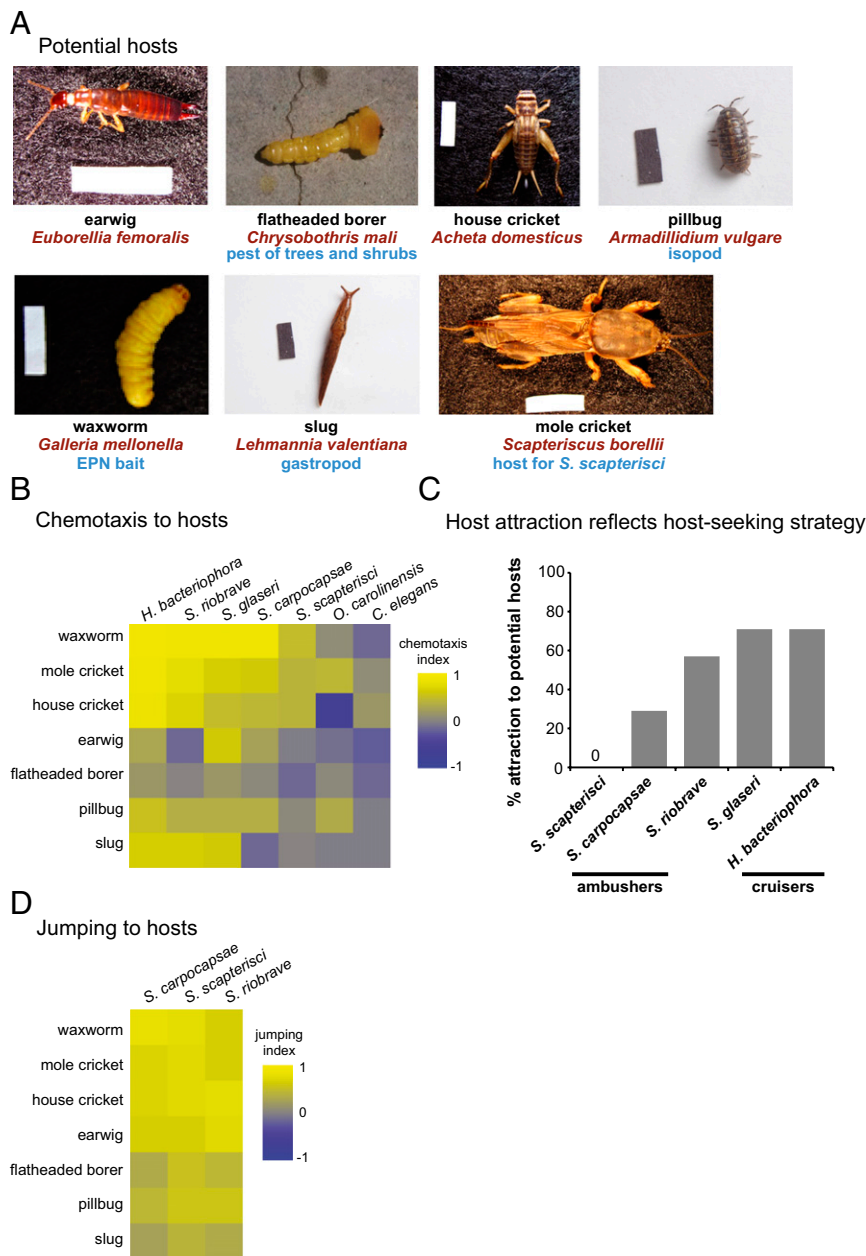 A
Potential hosts
earwig
Euborellia femoralis
flatheaded borer
Chrysobothris mali
pest of trees and shrubs
house cricket
Acheta domesticus
pillbug
Armadillidium vulgare
isopod
waxworm
Galleria mellonella
EPN bait
slug
Lehmannia valentiana
gastropod
mole cricket
Scapteriscus borellii
host for S. scapterisci
B
Chemotaxis to hosts
H. bacteriophora
S. riobrave
S. glaseri
S. carpocapsae
S. scapterisci
O. carolinensis
C. elegans
waxworm
mole cricket
house cricket
earwig
flatheaded borer
pillbug
slug
chemotaxis
index
1
0
-1
C
Host attraction reflects host-seeking strategy
% attraction to potential hosts
100
80
60
40
20
0
0
S. scapterisci
S. carpocapsae
S. riobrave
S. glaseri
H. bacteriophora
ambushers
cruisers
D
Jumping to hosts
S. carpocapsae
S. scapterisci
S. riobrave
waxworm
mole cricket
house cricket
earwig
flatheaded borer
pillbug
slug
jumping
index
1
0
-1